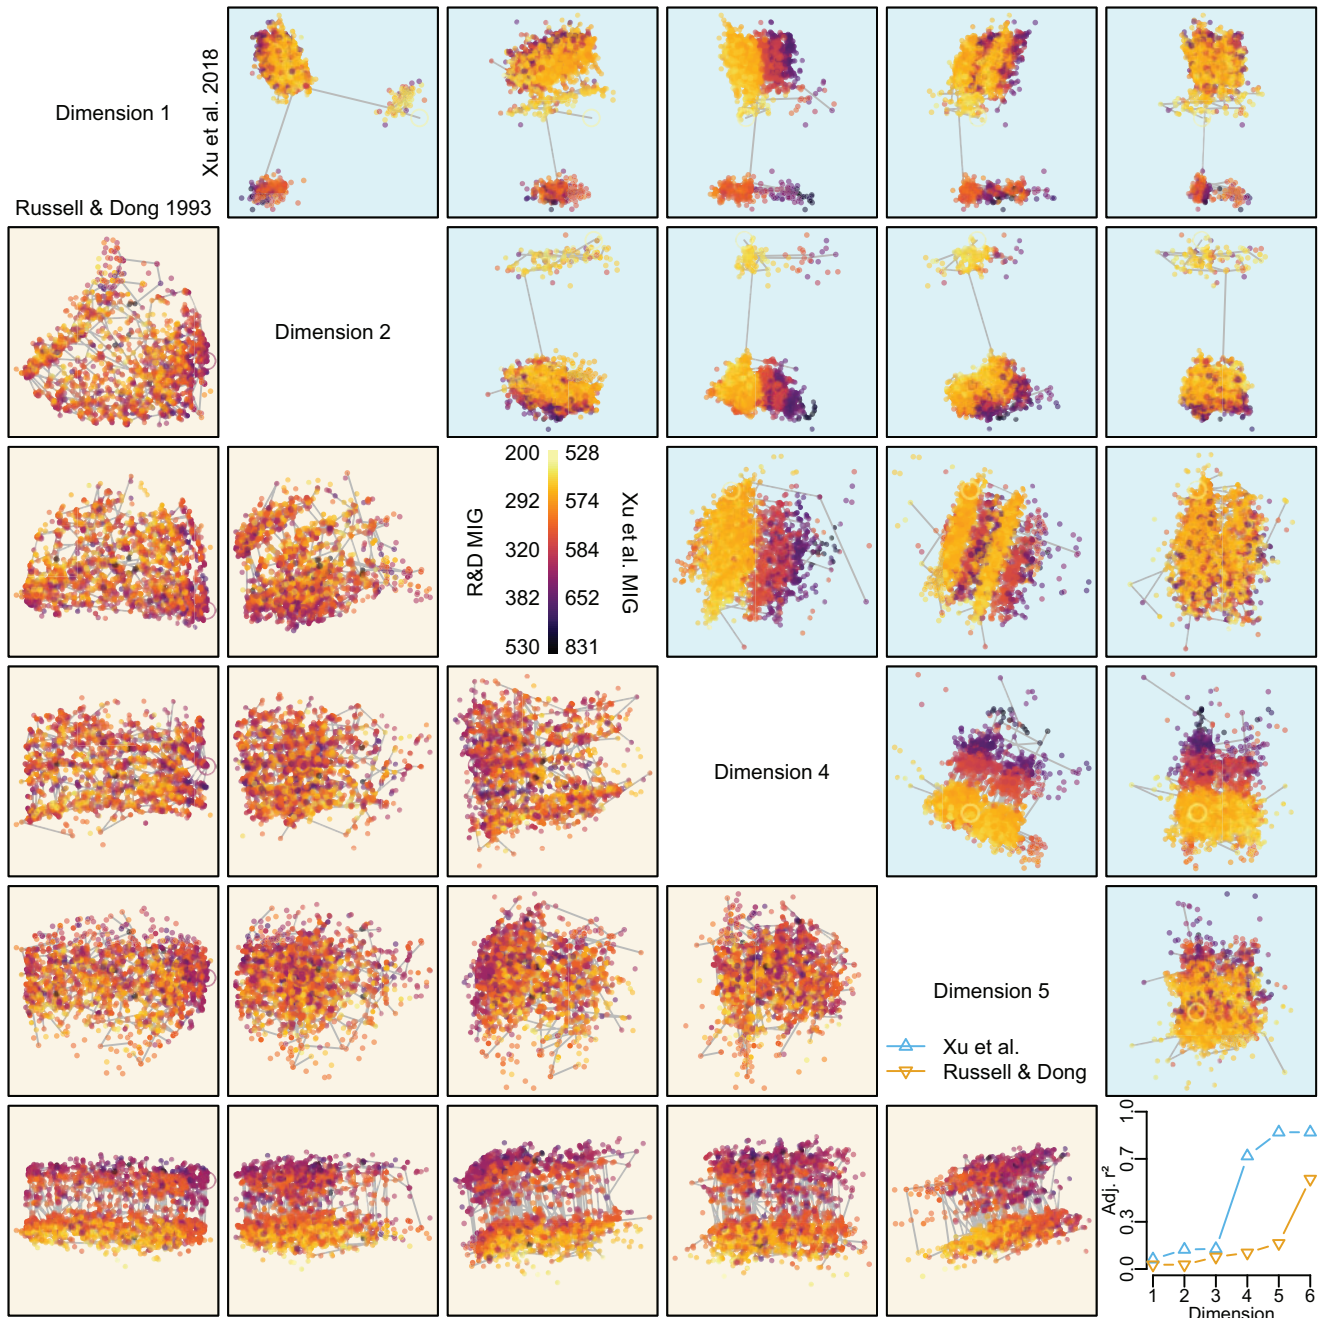 Dimension 1
Xu et al. 2018
Russell & Dong 1993
Dimension 2
R&D MIG
200 528
292 574
320 584
382 652
530 831
Xu et al. MIG
Dimension 4
Dimension 5
Xu et al.
Russell & Dong
Adj. r²
1.0
0.7
0.3
0.0
1 2 3 4 5 6
Dimension